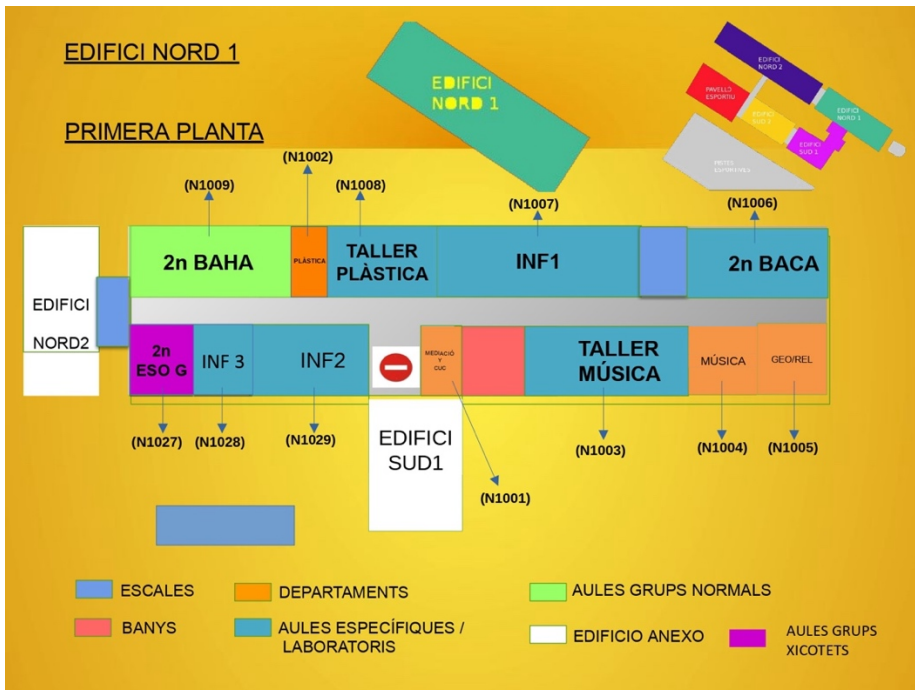 EDIFICI NORD 1
PRIMERA PLANTA
EDIFICI
NORD 1
EDIFICI
NORD 2
PAVELLÓ
ESPORTIU
EDIFICI
SUD 2
EDIFICI
NORD 1
EDIFICI
SUD 1
PISTES
ESPORTIVES
(N1009)
(N1002)
(N1008)
(N1007)
(N1006)
2n BAHA
PLÀSTICA
TALLER
PLÀSTICA
INF1
2n BACA
EDIFICI
NORD2
2n
ESO G
INF 3
INF2
MEDIACIÓ
Y
CUC
TALLER
MÚSICA
MÚSICA
GEO/REL
(N1027)
(N1028)
(N1029)
EDIFICI
SUD1
(N1001)
(N1003)
(N1004)
(N1005)
ESCALES
DEPARTAMENTS
AULES GRUPS NORMALS
BANYS
AULES ESPECÍFIQUES /
LABORATORIS
EDIFICIO ANEXO
AULES GRUPS
XICOTETS